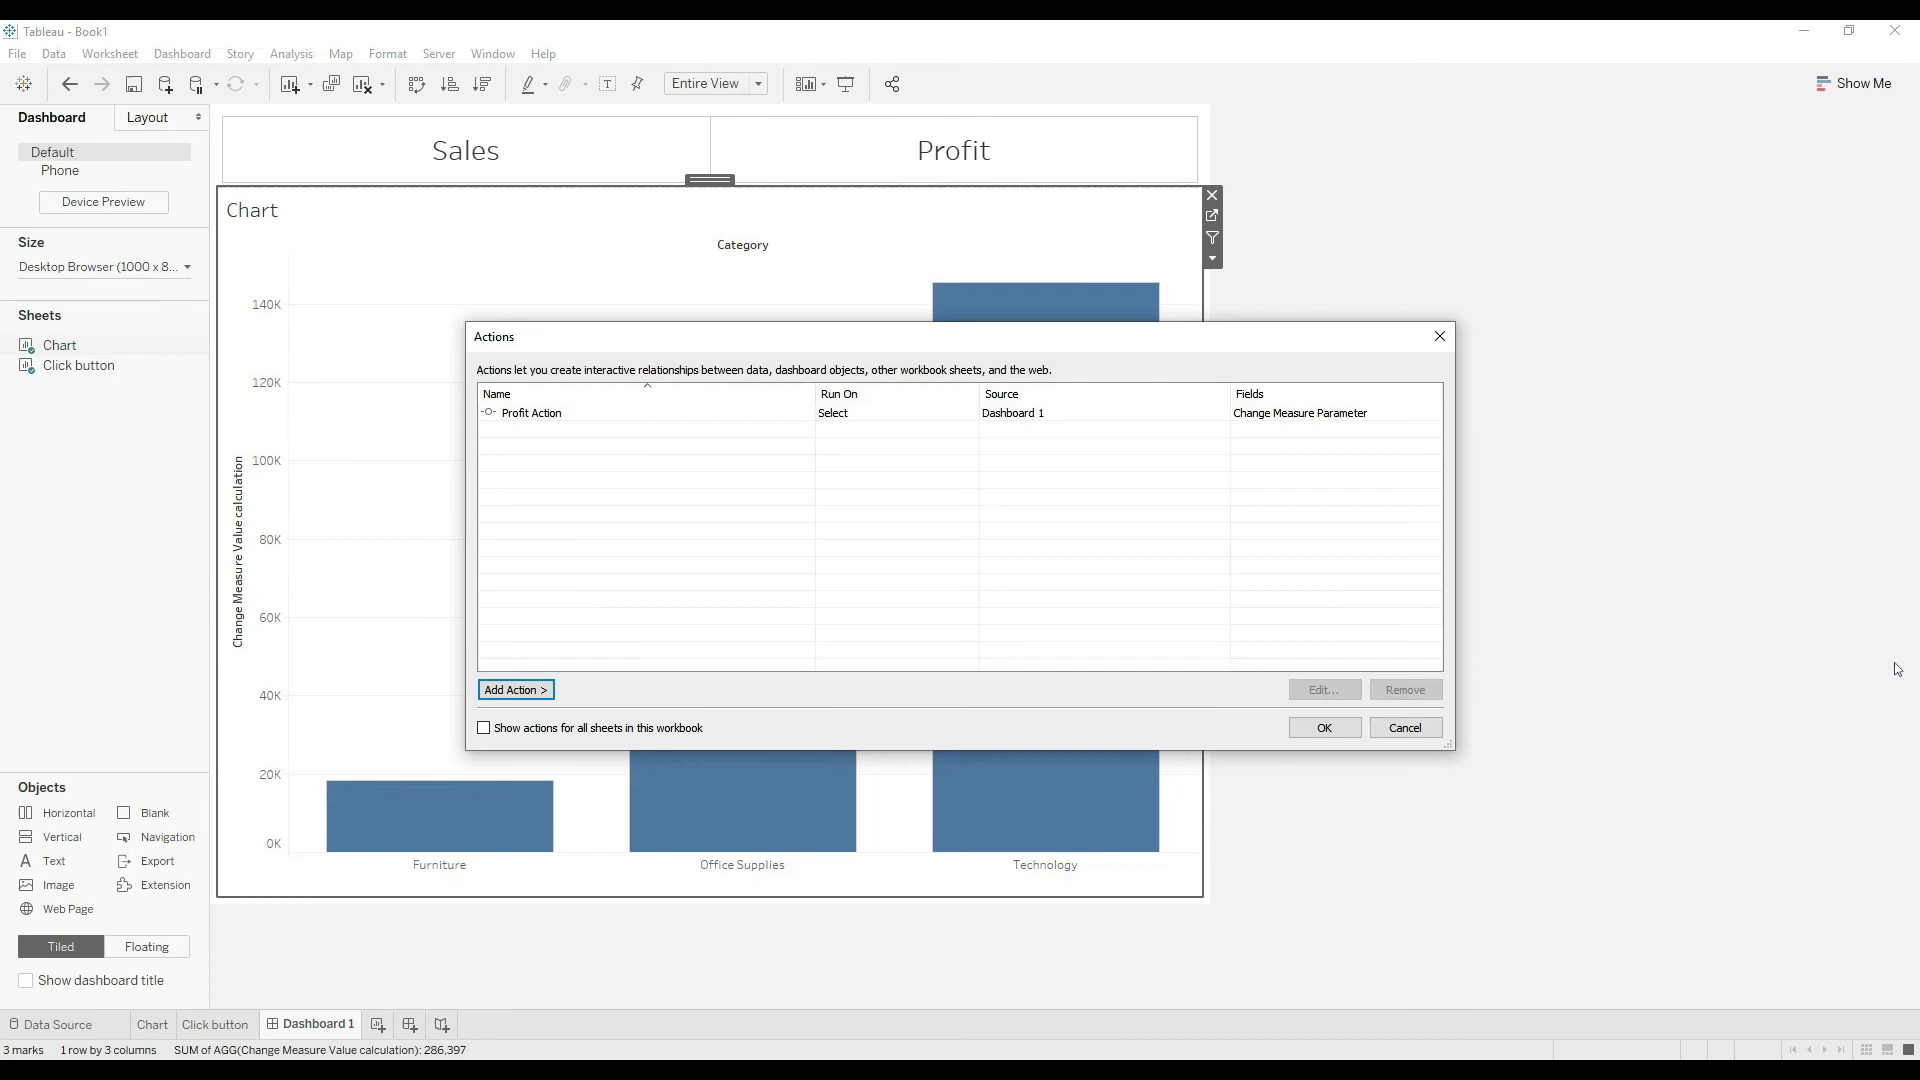 Tableau - Book1
File Data Worksheet Dashboard Story Analysis Map Format Server Window Help
Entire View
Show Me
Dashboard Layout
Default
Phone
Device Preview
Size
Desktop Browser (1000 x 8...
Sheets
Chart
Click button
Objects
Horizontal Blank
Vertical Navigation
Text Export
Image Extension
Web Page
Tiled Floating
Show dashboard title
Sales Profit
Chart
Category
Change Measure Value calculation
140K
120K
100K
80K
60K
40K
20K
0K
Furniture Office Supplies Technology
Actions
Actions let you create interactive relationships between data, dashboard objects, other workbook sheets, and the web.
Name Run On Source Fields
Profit Action Select Dashboard 1 Change Measure Parameter
Add Action > Edit... Remove
Show actions for all sheets in this workbook OK Cancel
Data Source Chart Click button Dashboard 1
3 marks 1 row by 3 columns SUM of AGG(Change Measure Value calculation): 286,397